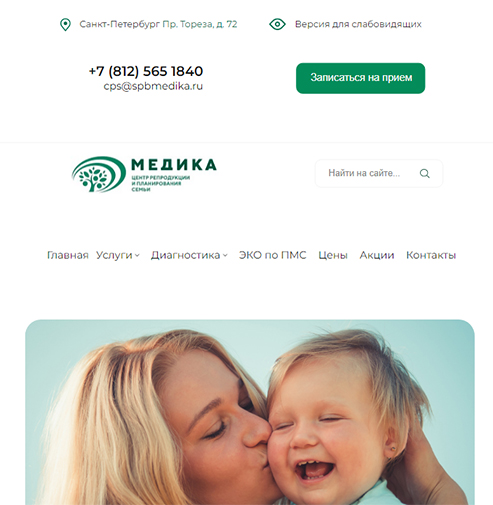 Санкт-Петербург Пр. Тореза, д. 72
Версия для слабовидящих
+7 (812) 565 1840
cps@spbmedika.ru
Записаться на прием
МЕДИКА
ЦЕНТР РЕПРОДУКЦИИ
И ПЛАНИРОВАНИЯ
СЕМЬИ
Найти на сайте...
Главная Услуги Диагностика ЭКО по ПМС Цены Акции Контакты